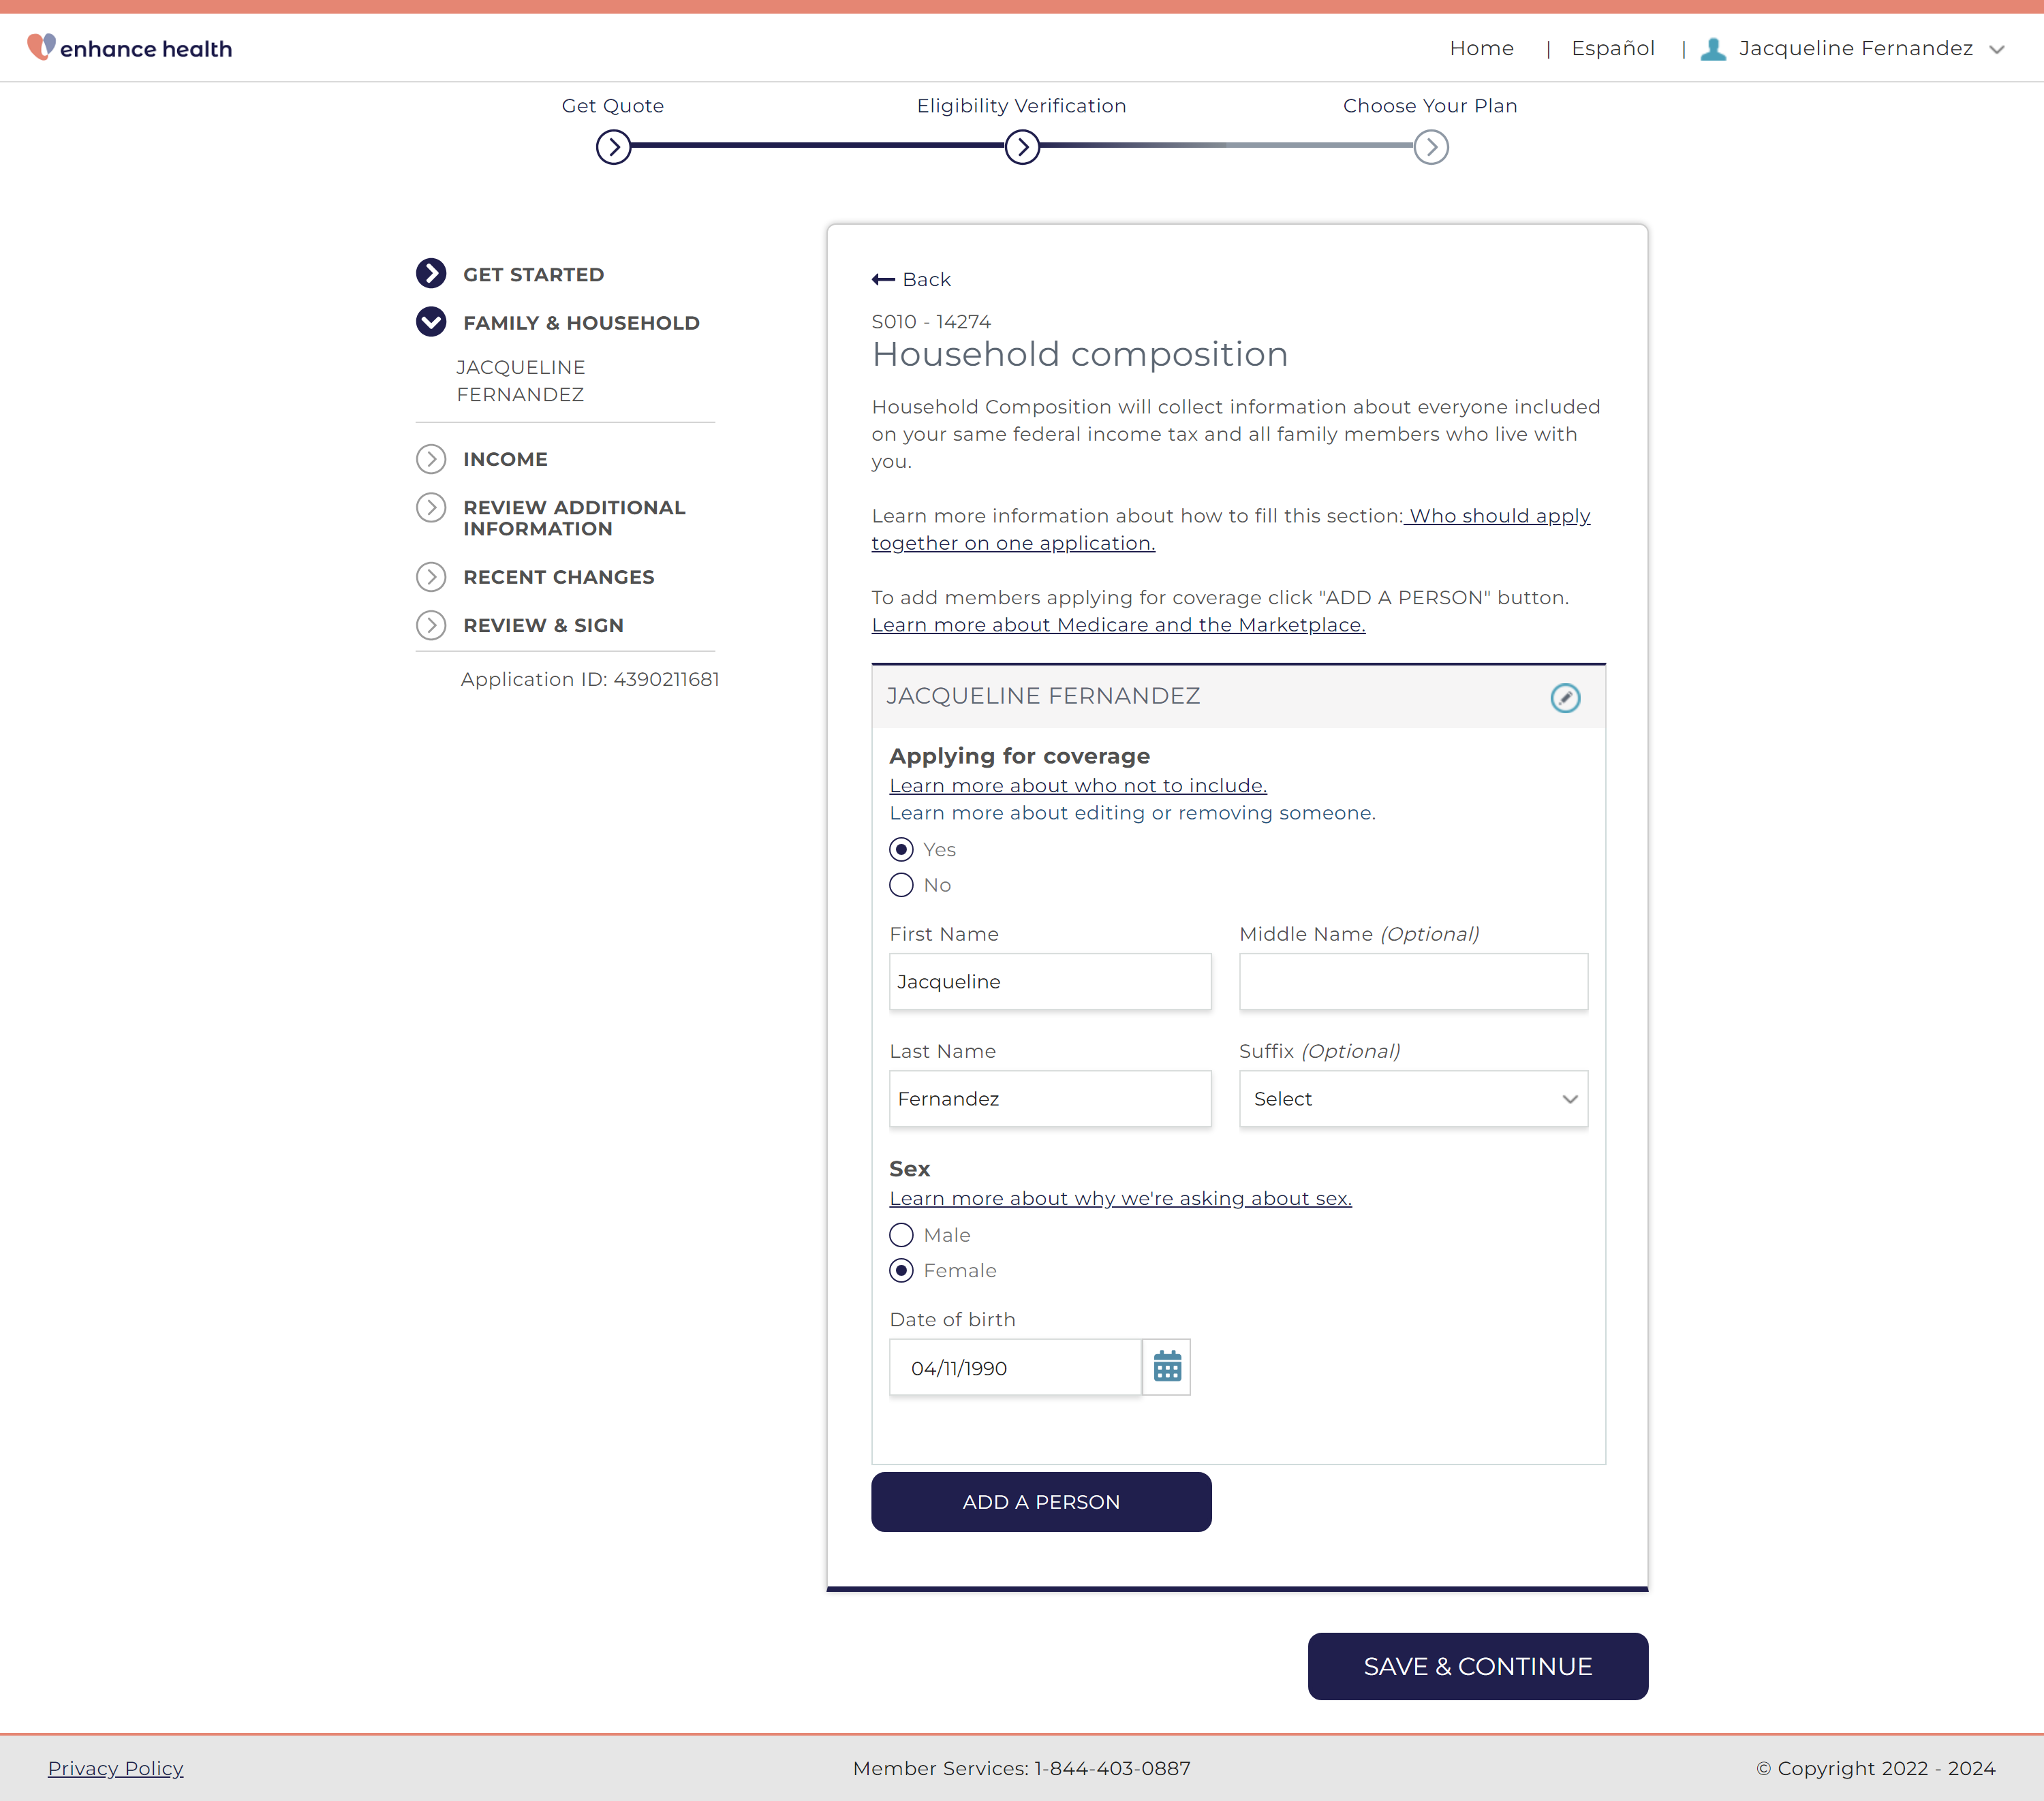 enhance health
Home | Español | Jacqueline Fernandez
Get Quote
Eligibility Verification
Choose Your Plan
GET STARTED
FAMILY & HOUSEHOLD
JACQUELINE
FERNANDEZ
INCOME
REVIEW ADDITIONAL
INFORMATION
RECENT CHANGES
REVIEW & SIGN
Application ID: 4390211681
Back
S010 - 14274
Household composition
Household Composition will collect information about everyone included
on your same federal income tax and all family members who live with
you.
Learn more information about how to fill this section: Who should apply
together on one application.
To add members applying for coverage click "ADD A PERSON" button.
Learn more about Medicare and the Marketplace.
JACQUELINE FERNANDEZ
Applying for coverage
Learn more about who not to include.
Learn more about editing or removing someone.
Yes
No
First Name
Middle Name (Optional)
Jacqueline
Last Name
Suffix (Optional)
Fernandez
Select
Sex
Learn more about why we're asking about sex.
Male
Female
Date of birth
04/11/1990
ADD A PERSON
SAVE & CONTINUE
Privacy Policy
Member Services: 1-844-403-0887
© Copyright 2022 - 2024